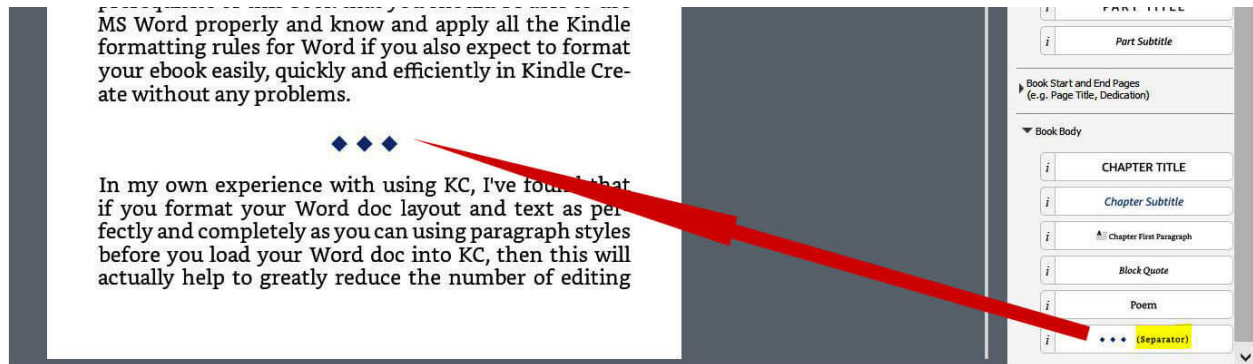 MS Word properly and know and apply all the Kindle
formatting rules for Word if you also expect to format
your ebook easily, quickly and efficiently in Kindle Cre-
ate without any problems.
In my own experience with using KC, I've found that
if you format your Word doc layout and text as per-
fectly and completely as you can using paragraph styles
before you load your Word doc into KC, then this will
actually help to greatly reduce the number of editing
i PART TITLE
i Part Subtitle
Book Start and End Pages
(e.g. Page Title, Dedication)
Book Body
i CHAPTER TITLE
i Chapter Subtitle
i Chapter First Paragraph
i Block Quote
i Poem
i (Separator)